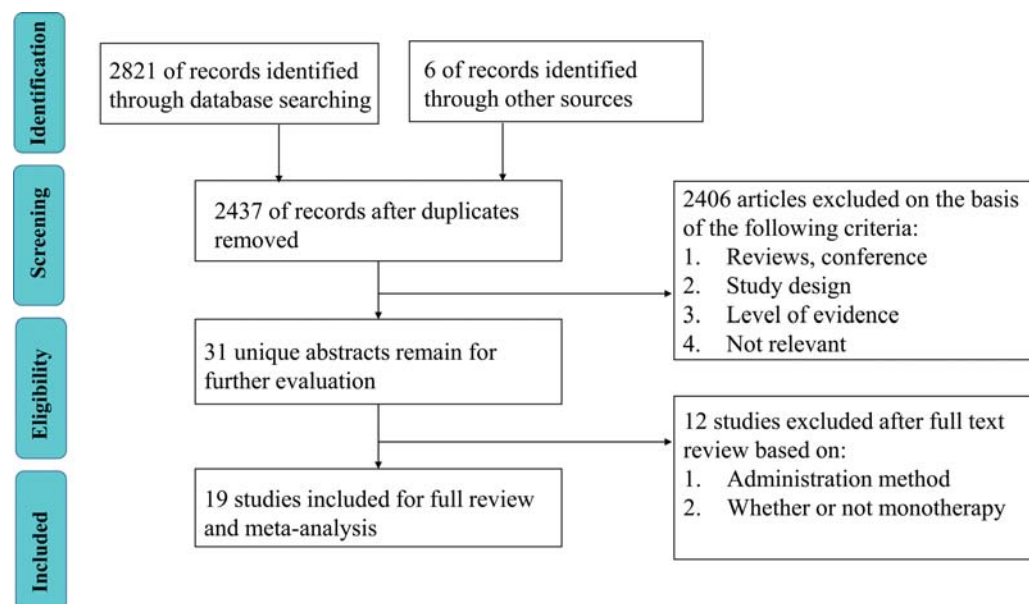 Identification
2821 of records identified
through database searching
6 of records identified
through other sources
Screening
2437 of records after duplicates
removed
2406 articles excluded on the basis
of the following criteria:
1. Reviews, conference
2. Study design
3. Level of evidence
4. Not relevant
Eligibility
31 unique abstracts remain for
further evaluation
12 studies excluded after full text
review based on:
1. Administration method
2. Whether or not monotherapy
Included
19 studies included for full review
and meta-analysis